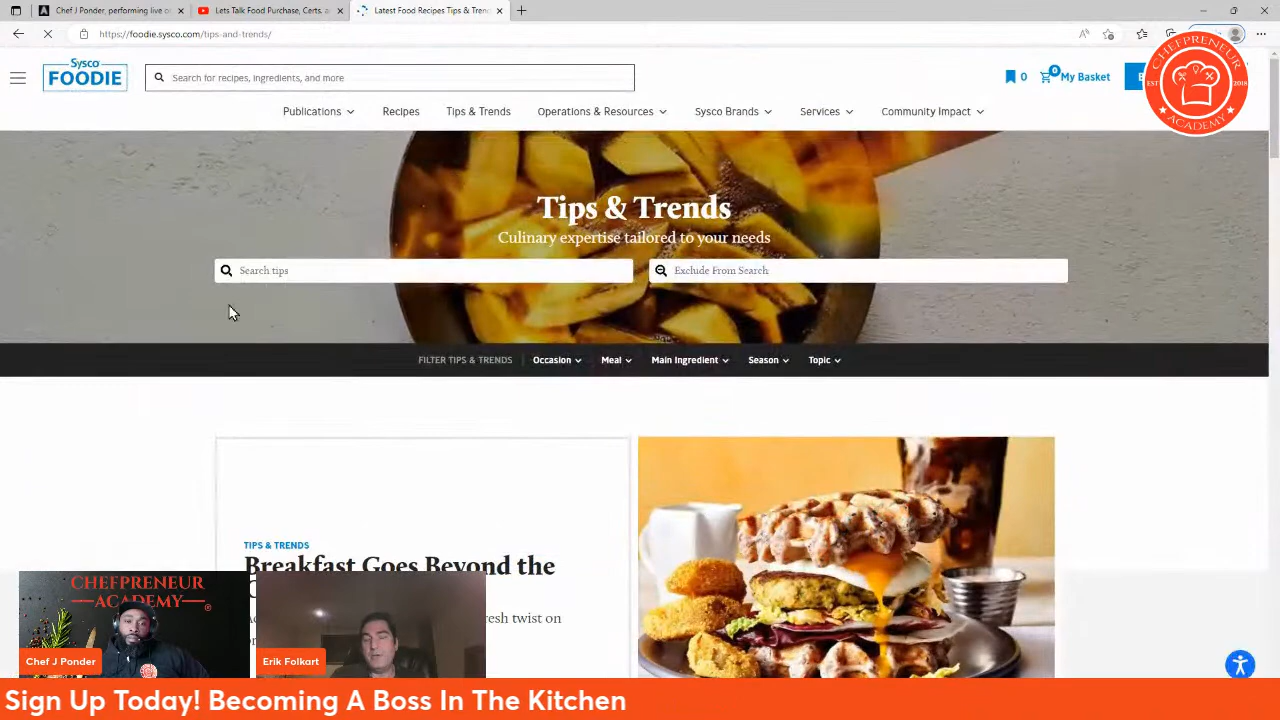 Chef J Ponder, performing live c
Lets Talk Food Purchase, Certs. a
Latest Food Recipes Tips & Tren
https://foodie.sysco.com/tips-and-trends/
Sysco
FOODIE
Search for recipes, ingredients, and more
0
0
My Basket
CHEFPRENEUR
EST
2018
ACADEMY
Publications
Recipes
Tips & Trends
Operations & Resources
Sysco Brands
Services
Community Impact
Tips & Trends
Culinary expertise tailored to your needs
Search tips
Exclude From Search
FILTER TIPS & TRENDS
Occasion
Meal
Main Ingredient
Season
Topic
TIPS & TRENDS
Breakfast Goes Beyond the
resh twist on
CHEFPRENEUR
ACADEMY
Chef J Ponder
Erik Folkart
Sign Up Today! Becoming A Boss In The Kitchen